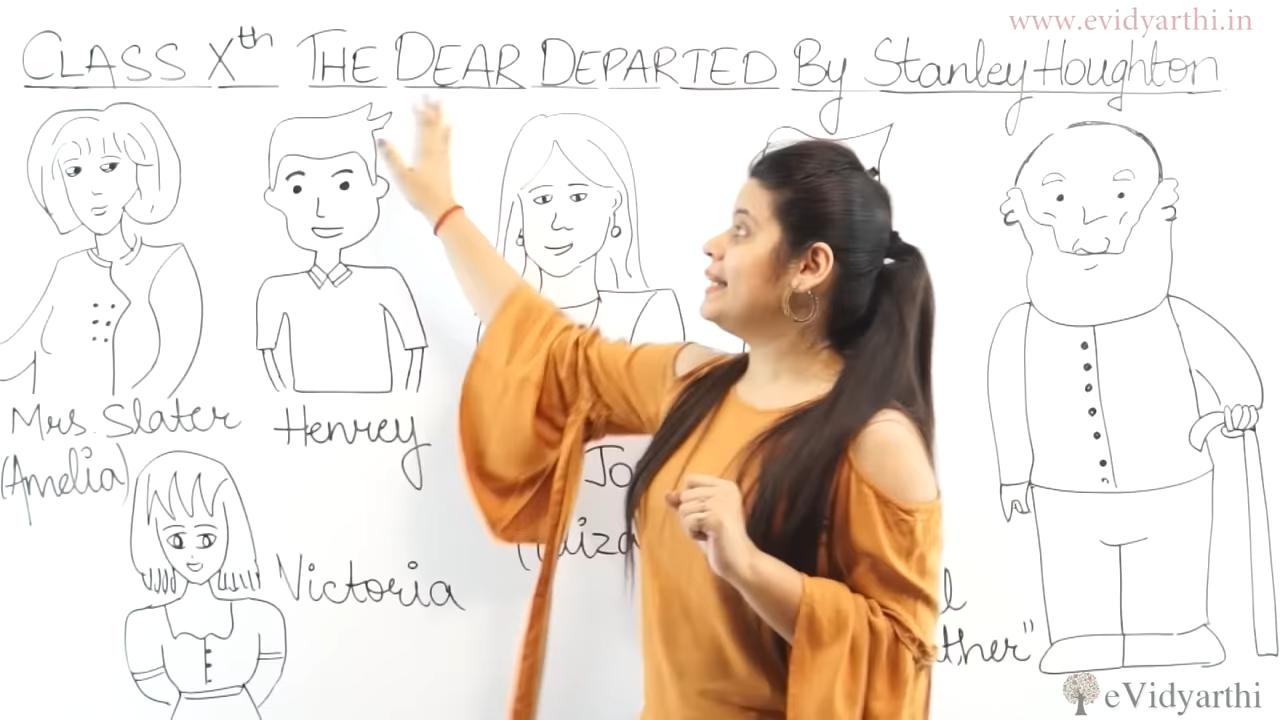 www.evidyarthi.in
CLASS Xth THE DEAR DEPARTED By Stanley Houghton
Mrs. Slater
(Amelia)
Henrey
Victoria
eVidyarthi